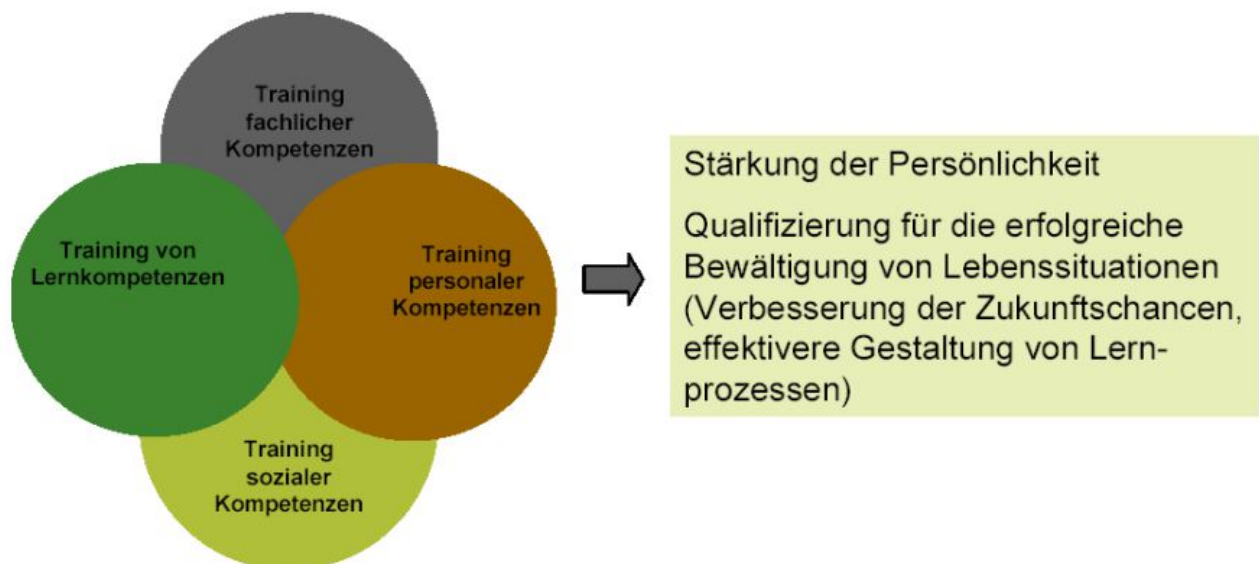 Training
fachlicher
Kompetenzen
Training von
Lernkompetenzen
Training
personaler
Kompetenzen
Training
sozialer
Kompetenzen
Stärkung der Persönlichkeit
Qualifizierung für die erfolgreiche
Bewältigung von Lebenssituationen
(Verbesserung der Zukunftschancen,
effektivere Gestaltung von Lern-
prozessen)